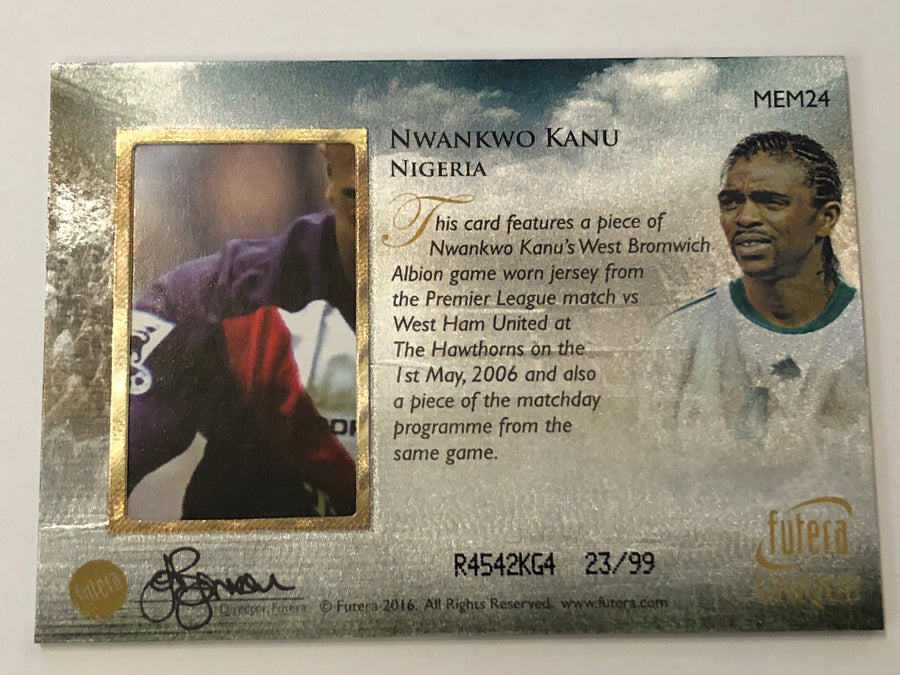 MEM24
NWANKWO KANU
NIGERIA
This card features a piece of
Nwankwo Kanu's West Bromwich
Albion game worn jersey from
the Premier League match vs
West Ham United at
The Hawthorns on the
1st May, 2006 and also
a piece of the matchday
programme from the
same game.
futera
UNIQUE
R4542KG4 23/99
futera
Director, Futera © Futera 2016. All Rights Reserved. www.futera.com